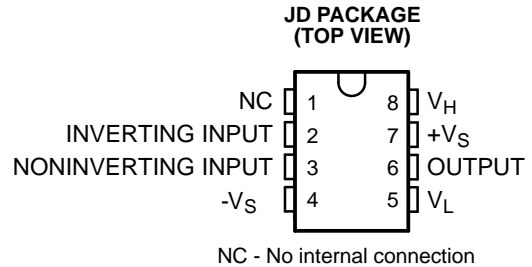 JD PACKAGE
(TOP VIEW)
NC 1 8 VH
INVERTING INPUT 2 7 +VS
NONINVERTING INPUT 3 6 OUTPUT
-VS 4 5 VL
NC - No internal connection